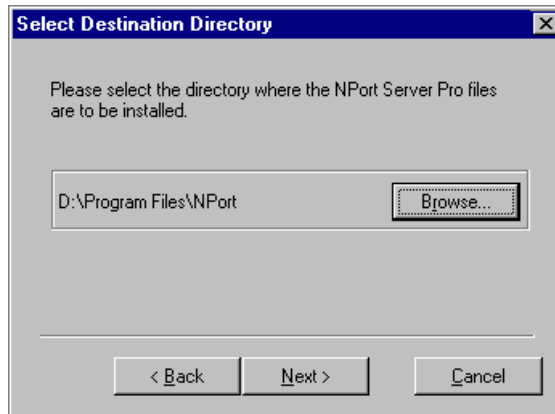 Select Destination Directory
Please select the directory where the NPort Server Pro files
are to be installed.
D:\Program Files\NPort
Browse...
< Back
Next >
Cancel